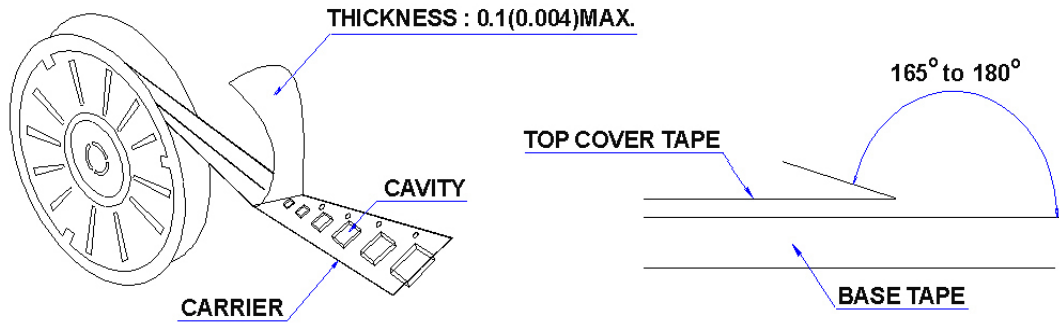 THICKNESS : 0.1(0.004)MAX.
165° to 180°
TOP COVER TAPE
CAVITY
CARRIER
BASE TAPE